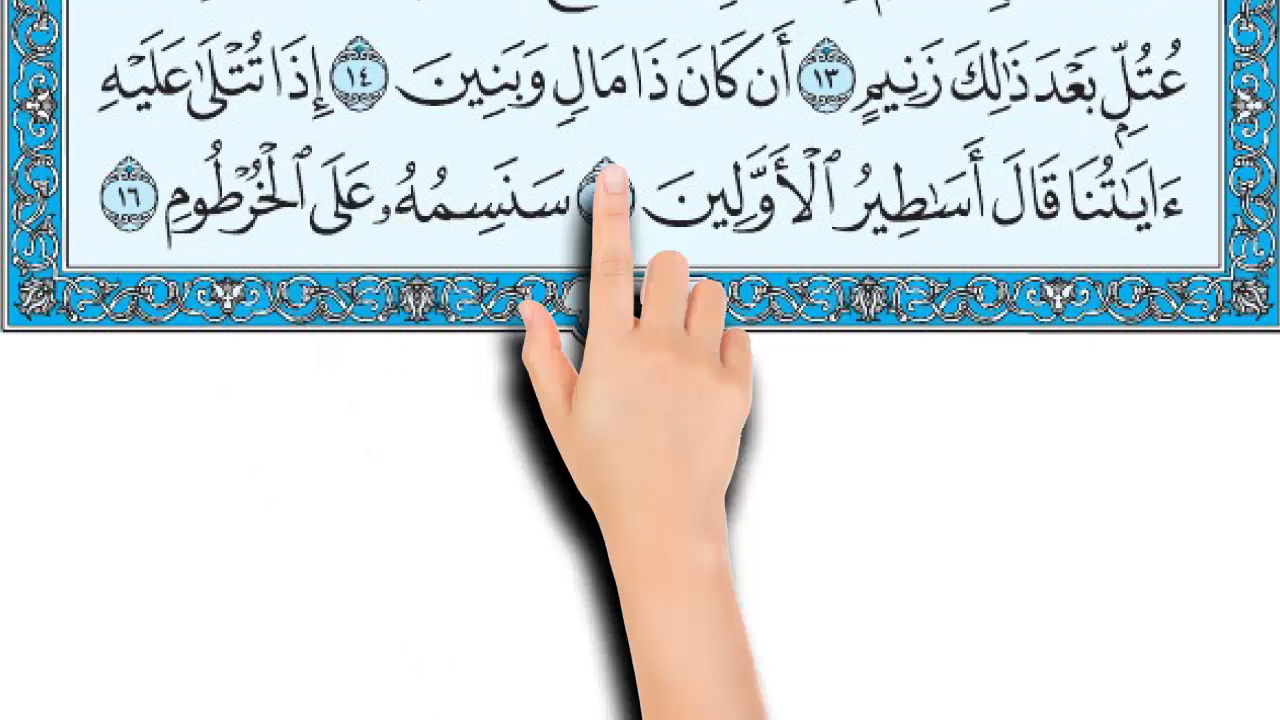 عُتُلِّۭ بَعْدَ ذَٰلِكَ زَنِيمٍ ١٣ أَن كَانَ ذَا مَالٍ وَبَنِينَ ١٤ إِذَا تُتْلَىٰ عَلَيْهِ
ءَايَٰتُنَا قَالَ أَسَٰطِيرُ ٱلْأَوَّلِينَ سَنَسِمُهُۥ عَلَى ٱلْخُرْطُومِ ١٦